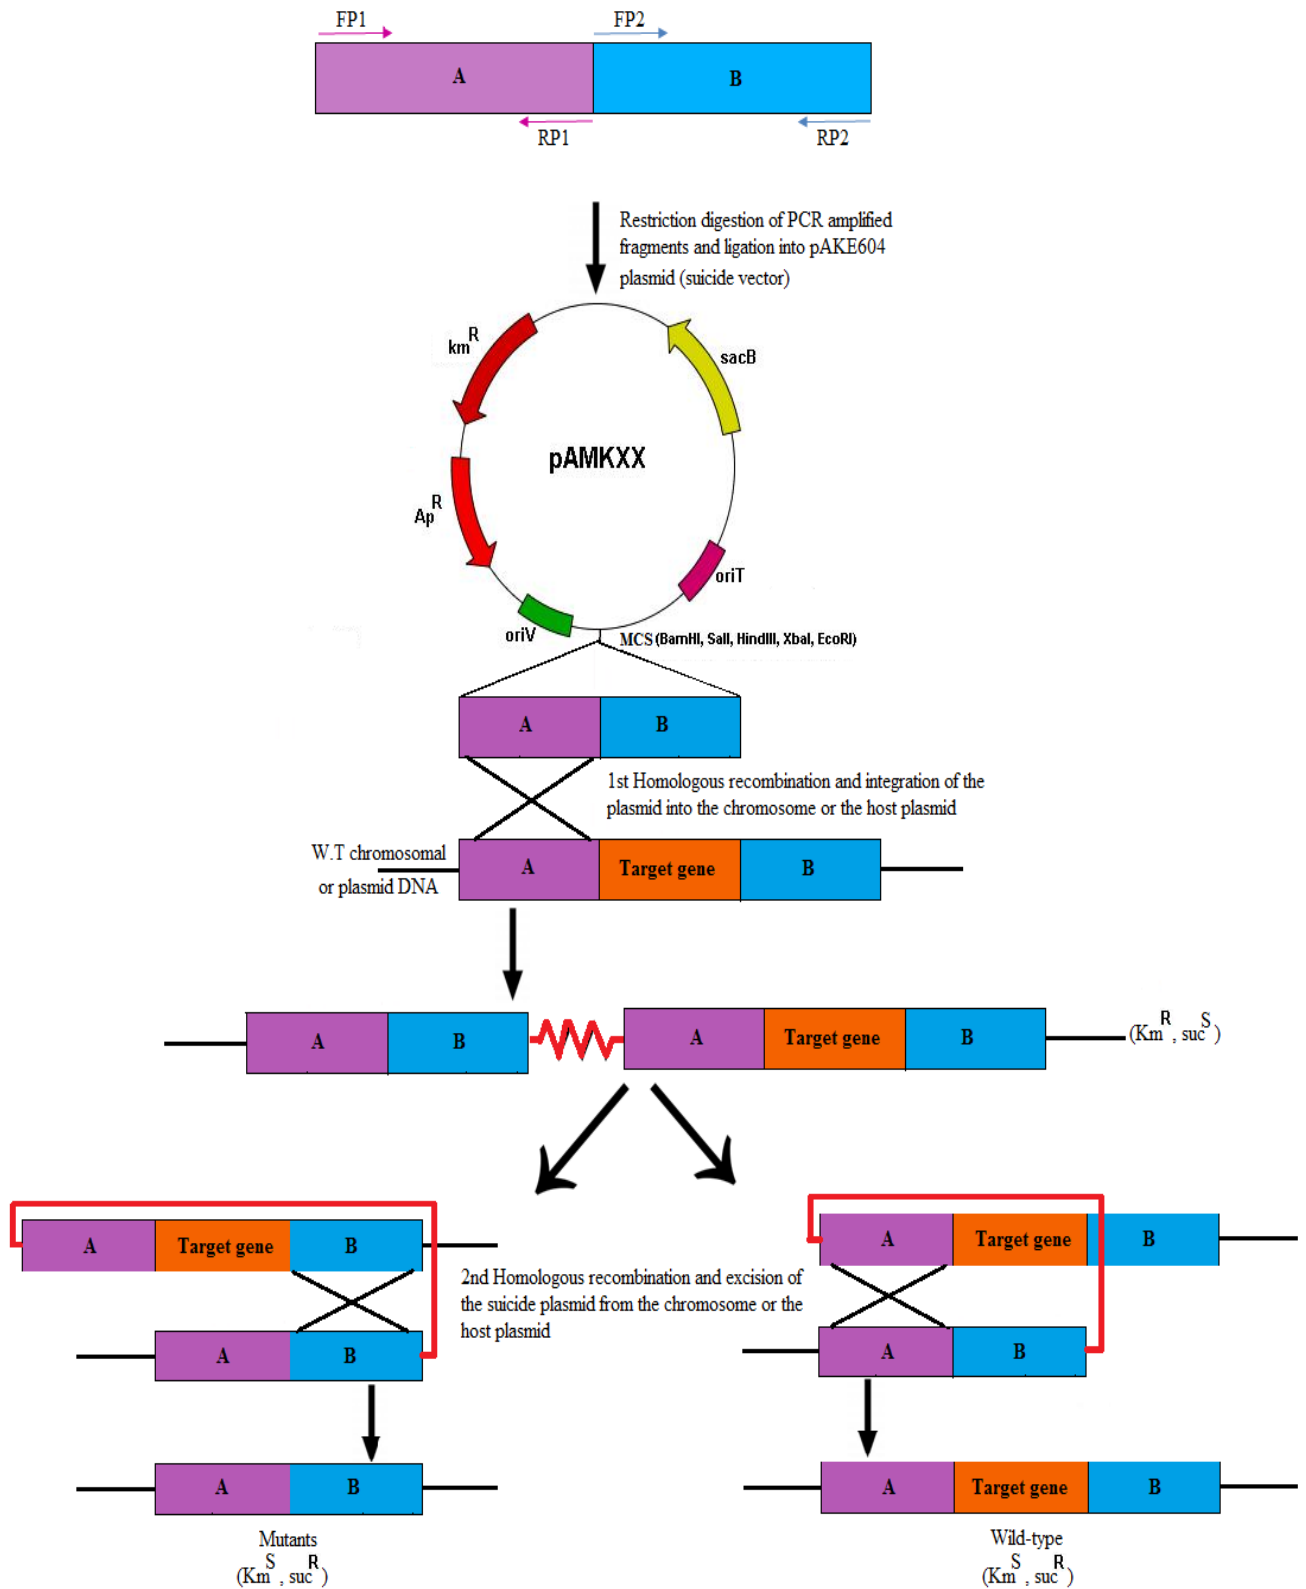 FP1
FP2
A
B
RP1
RP2
Restriction digestion of PCR amplified
fragments and ligation into pAKE604
plasmid (suicide vector)
km^R
sacB
pAMKXX
Ap^R
oriT
oriV
MCS (BamHI, SalI, HindIII, XbaI, EcoRI)
A
B
1st Homologous recombination and integration of the
plasmid into the chromosome or the host plasmid
W.T chromosomal
or plasmid DNA
A
Target gene
B
A
B
A
Target gene
B
(Km^R, suc^S)
A
Target gene
B
A
Target gene
B
2nd Homologous recombination and excision of
the suicide plasmid from the chromosome or the
host plasmid
A
B
A
B
A
B
A
Target gene
B
Mutants
(Km^S, suc^R)
Wild-type
(Km^S, suc^R)